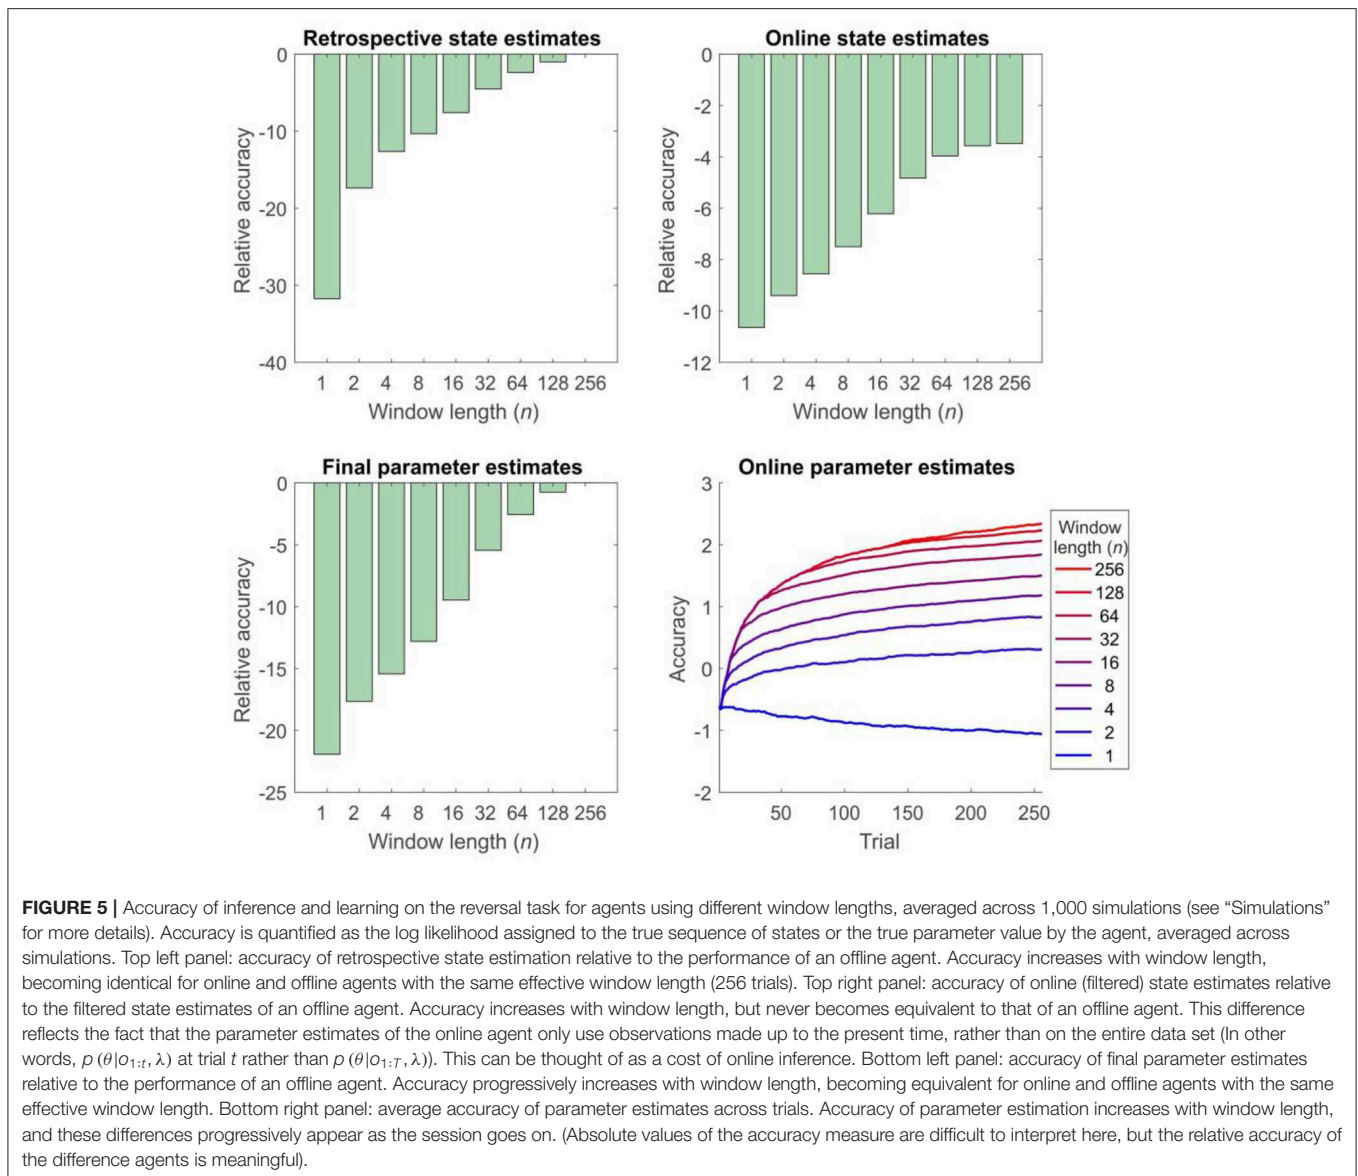 Retrospective state estimates
0
-10
-20
-30
-40
Relative accuracy
1 2 4 8 16 32 64 128 256
Window length (n)
Online state estimates
0
-2
-4
-6
-8
-10
-12
Relative accuracy
1 2 4 8 16 32 64 128 256
Window length (n)
Final parameter estimates
0
-5
-10
-15
-20
-25
Relative accuracy
1 2 4 8 16 32 64 128 256
Window length (n)
Online parameter estimates
3
2
1
0
-1
-2
Accuracy
50 100 150 200 250
Trial
Window
length (n)
256
128
64
32
16
8
4
2
1
FIGURE 5 | Accuracy of inference and learning on the reversal task for agents using different window lengths, averaged across 1,000 simulations (see “Simulations”
for more details). Accuracy is quantified as the log likelihood assigned to the true sequence of states or the true parameter value by the agent, averaged across
simulations. Top left panel: accuracy of retrospective state estimation relative to the performance of an offline agent. Accuracy increases with window length,
becoming identical for online and offline agents with the same effective window length (256 trials). Top right panel: accuracy of online (filtered) state estimates relative
to the filtered state estimates of an offline agent. Accuracy increases with window length, but never becomes equivalent to that of an offline agent. This difference
reflects the fact that the parameter estimates of the online agent only use observations made up to the present time, rather than on the entire data set (In other
words, p (θ|o1:t, λ) at trial t rather than p (θ|o1:T, λ)). This can be thought of as a cost of online inference. Bottom left panel: accuracy of final parameter estimates
relative to the performance of an offline agent. Accuracy progressively increases with window length, becoming equivalent for online and offline agents with the same
effective window length. Bottom right panel: average accuracy of parameter estimates across trials. Accuracy of parameter estimation increases with window length,
and these differences progressively appear as the session goes on. (Absolute values of the accuracy measure are difficult to interpret here, but the relative accuracy of
the difference agents is meaningful).